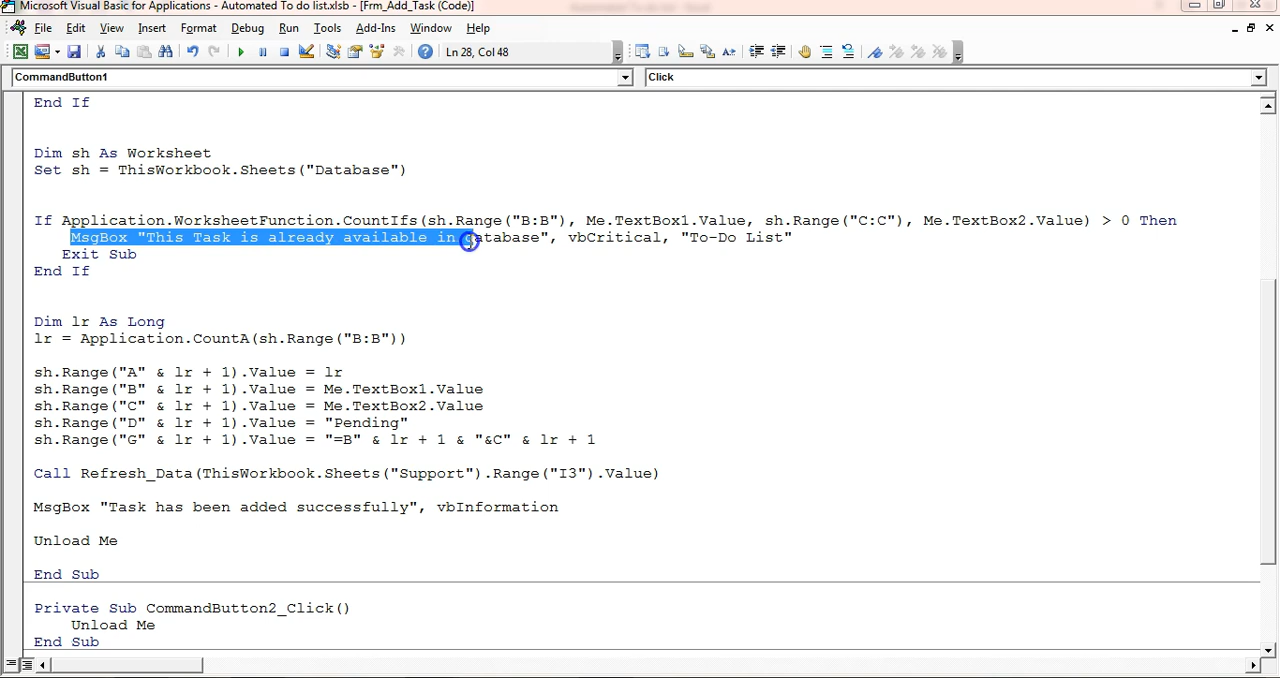 Microsoft Visual Basic for Applications - Automated To do list.xlsb - [Frm_Add_Task (Code)]
File Edit View Insert Format Debug Run Tools Add-Ins Window Help
Ln 28, Col 48
CommandButton1 Click
End If
Dim sh As Worksheet
Set sh = ThisWorkbook.Sheets("Database")
If Application.WorksheetFunction.CountIfs(sh.Range("B:B"), Me.TextBox1.Value, sh.Range("C:C"), Me.TextBox2.Value) > 0 Then
MsgBox "This Task is already available in database", vbCritical, "To-Do List"
Exit Sub
End If
Dim lr As Long
lr = Application.CountA(sh.Range("B:B"))
sh.Range("A" & lr + 1).Value = lr
sh.Range("B" & lr + 1).Value = Me.TextBox1.Value
sh.Range("C" & lr + 1).Value = Me.TextBox2.Value
sh.Range("D" & lr + 1).Value = "Pending"
sh.Range("G" & lr + 1).Value = "=B" & lr + 1 & "&C" & lr + 1
Call Refresh_Data(ThisWorkbook.Sheets("Support").Range("I3").Value)
MsgBox "Task has been added successfully", vbInformation
Unload Me
End Sub
Private Sub CommandButton2_Click()
Unload Me
End Sub